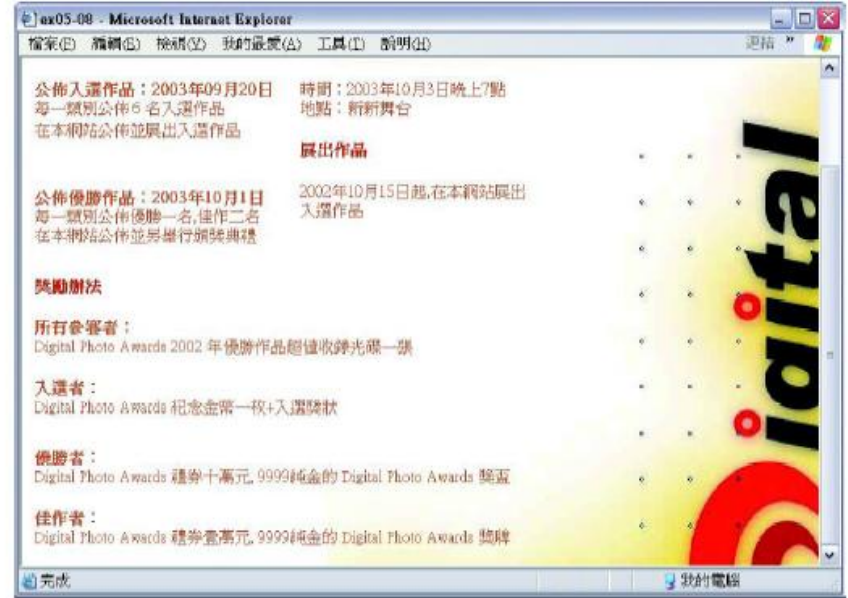 ex05-08 - Microsoft Internet Explorer
檔案(F) 編輯(E) 檢視(V) 我的最愛(A) 工具(T) 說明(H) 連結 »
公佈入選作品：2003年09月20日
每一類別公佈6名入選作品
在本網站公佈並展出入選作品
公佈優勝作品：2003年10月1日
每一類別公佈優勝一名,佳作二名
在本網站公佈並另舉行頒獎典禮
時間：2003年10月3日晚上7點
地點：新新舞台
展出作品
2002年10月15日起,在本網站展出
入選作品
獎勵辦法
所有參賽者：
Digital Photo Awards 2002 年優勝作品超值收錄光碟一張
入選者：
Digital Photo Awards 紀念金幣一枚+入選獎狀
優勝者：
Digital Photo Awards 禮券十萬元, 9999純金的 Digital Photo Awards 獎盃
佳作者：
Digital Photo Awards 禮券壹萬元, 9999純金的 Digital Photo Awards 獎牌
Digital
完成
我的電腦